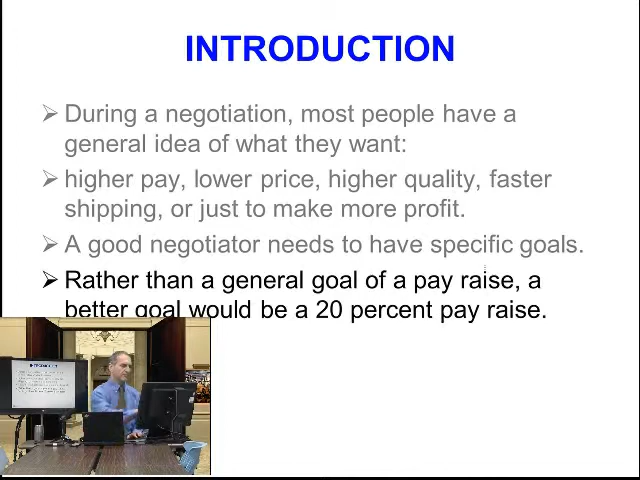 INTRODUCTION
➢ During a negotiation, most people have a
general idea of what they want:
➢ higher pay, lower price, higher quality, faster
shipping, or just to make more profit.
➢ A good negotiator needs to have specific goals.
➢ Rather than a general goal of a pay raise, a
better goal would be a 20 percent pay raise.
INTRODUCTION